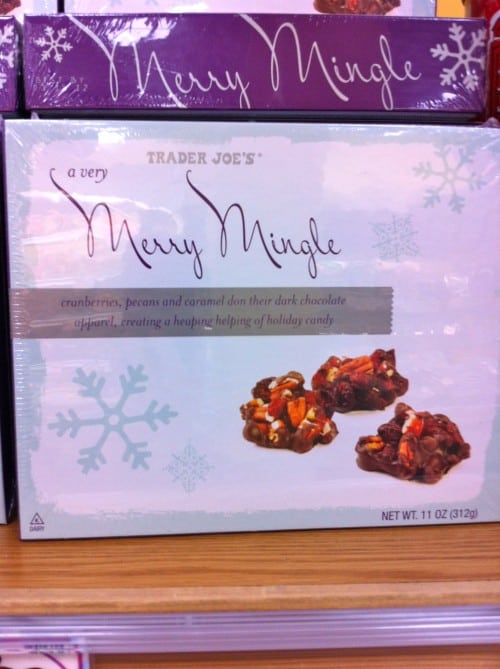 Merry Mingle
TRADER JOE'S®
a very
Merry Mingle
cranberries, pecans and caramel don their dark chocolate
apparel, creating a heaping helping of holiday candy
K
DAIRY
NET WT. 11 OZ (312g)